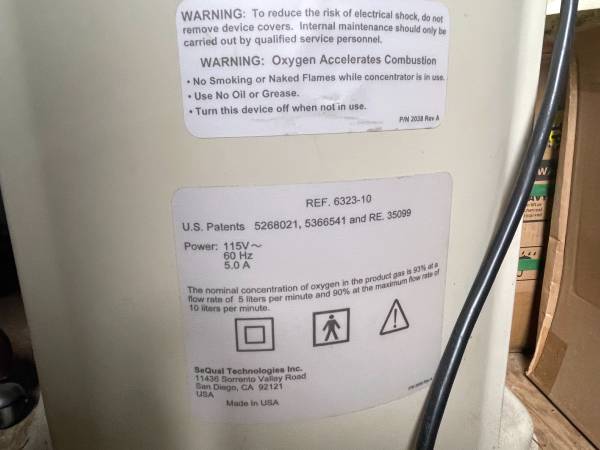 WARNING: To reduce the risk of electrical shock, do not
remove device covers. Internal maintenance should only be
carried out by qualified service personnel.
WARNING: Oxygen Accelerates Combustion
• No Smoking or Naked Flames while concentrator is in use.
• Use No Oil or Grease.
• Turn this device off when not in use.
P/N 2038 Rev A
REF. 6323-10
U.S. Patents 5268021, 5366541 and RE. 35099
Power: 115V~
60 Hz
5.0 A
The nominal concentration of oxygen in the product gas is 93% at a
flow rate of 5 liters per minute and 90% at the maximum flow rate of
10 liters per minute.
SeQual Technologies Inc.
11436 Sorrento Valley Road
San Diego, CA 92121
USA
Made in USA